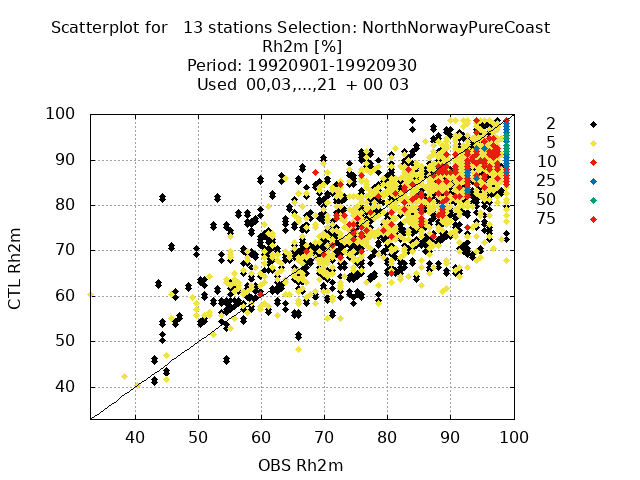 Scatterplot for   13 stations Selection: NorthNorwayPureCoast
Rh2m [%]
Period: 19920901-19920930
Used  00,03,...,21  + 00 03
100
90
80
70
60
50
40
CTL Rh2m
40 50 60 70 80 90 100
OBS Rh2m
2
5
10
25
50
75